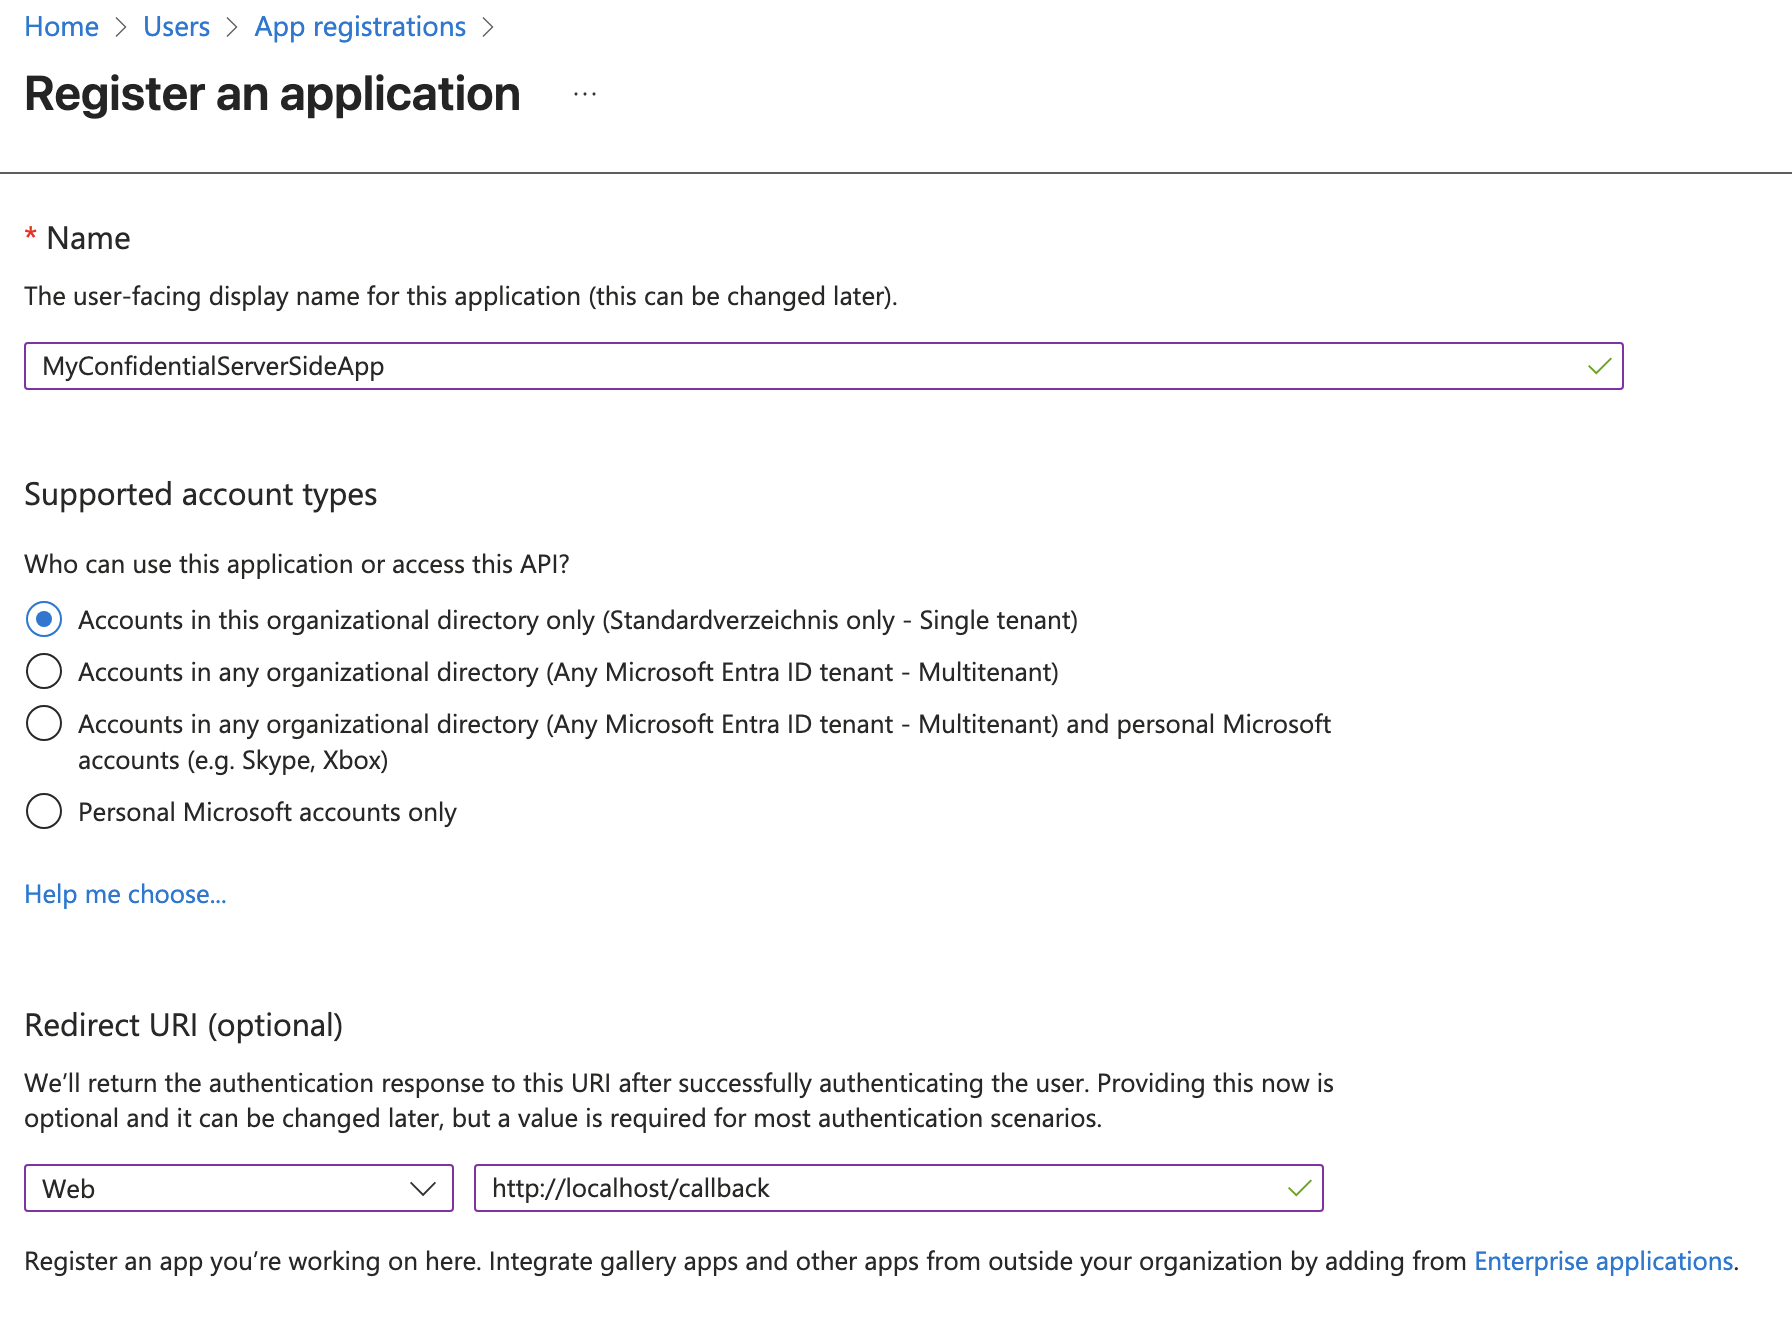 Home > Users > App registrations >
Register an application ...
* Name
The user-facing display name for this application (this can be changed later).
MyConfidentialServerSideApp
Supported account types
Who can use this application or access this API?
Accounts in this organizational directory only (Standardverzeichnis only - Single tenant)
Accounts in any organizational directory (Any Microsoft Entra ID tenant - Multitenant)
Accounts in any organizational directory (Any Microsoft Entra ID tenant - Multitenant) and personal Microsoft
accounts (e.g. Skype, Xbox)
Personal Microsoft accounts only
Help me choose...
Redirect URI (optional)
We’ll return the authentication response to this URI after successfully authenticating the user. Providing this now is
optional and it can be changed later, but a value is required for most authentication scenarios.
Web http://localhost/callback
Register an app you’re working on here. Integrate gallery apps and other apps from outside your organization by adding from Enterprise applications.